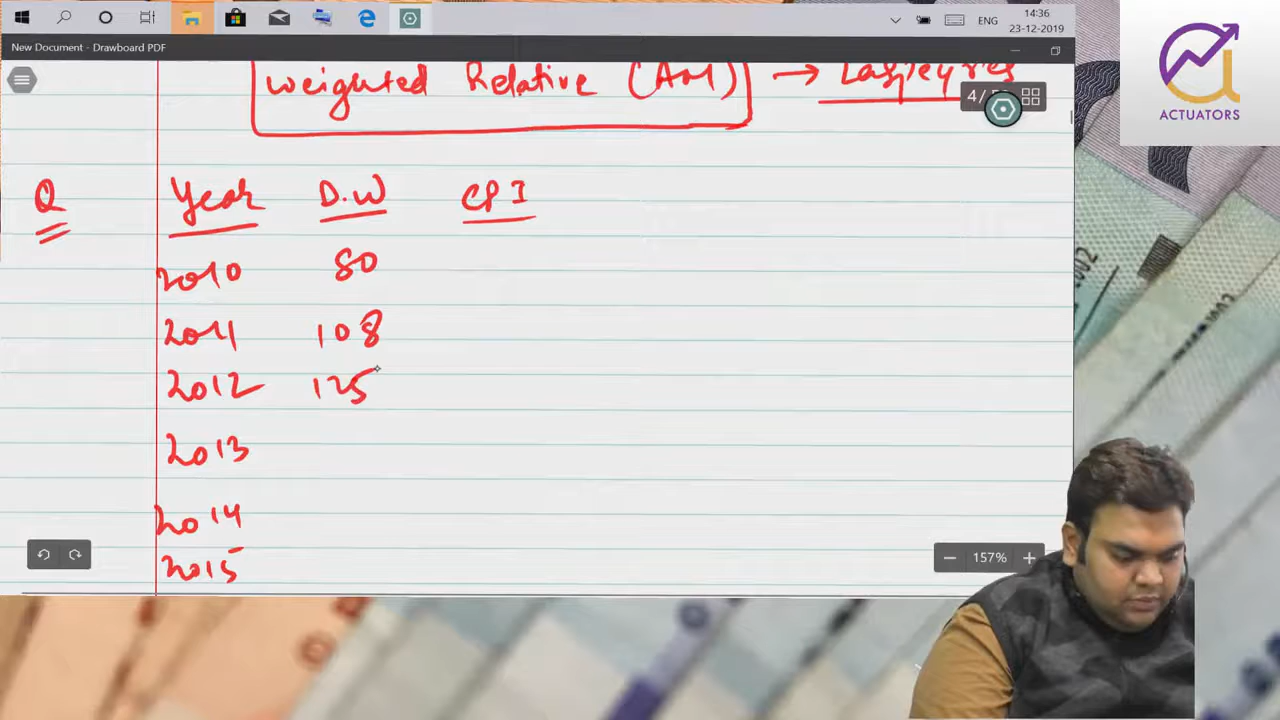 14:36
ENG
23-12-2019
New Document - Drawboard PDF
weighted Relative (AM) → Laspeyres
4 /
Q Year D.W CPI
2010 80
2011 108
2012 125
2013
2014
2015
157%
ACTUATORS